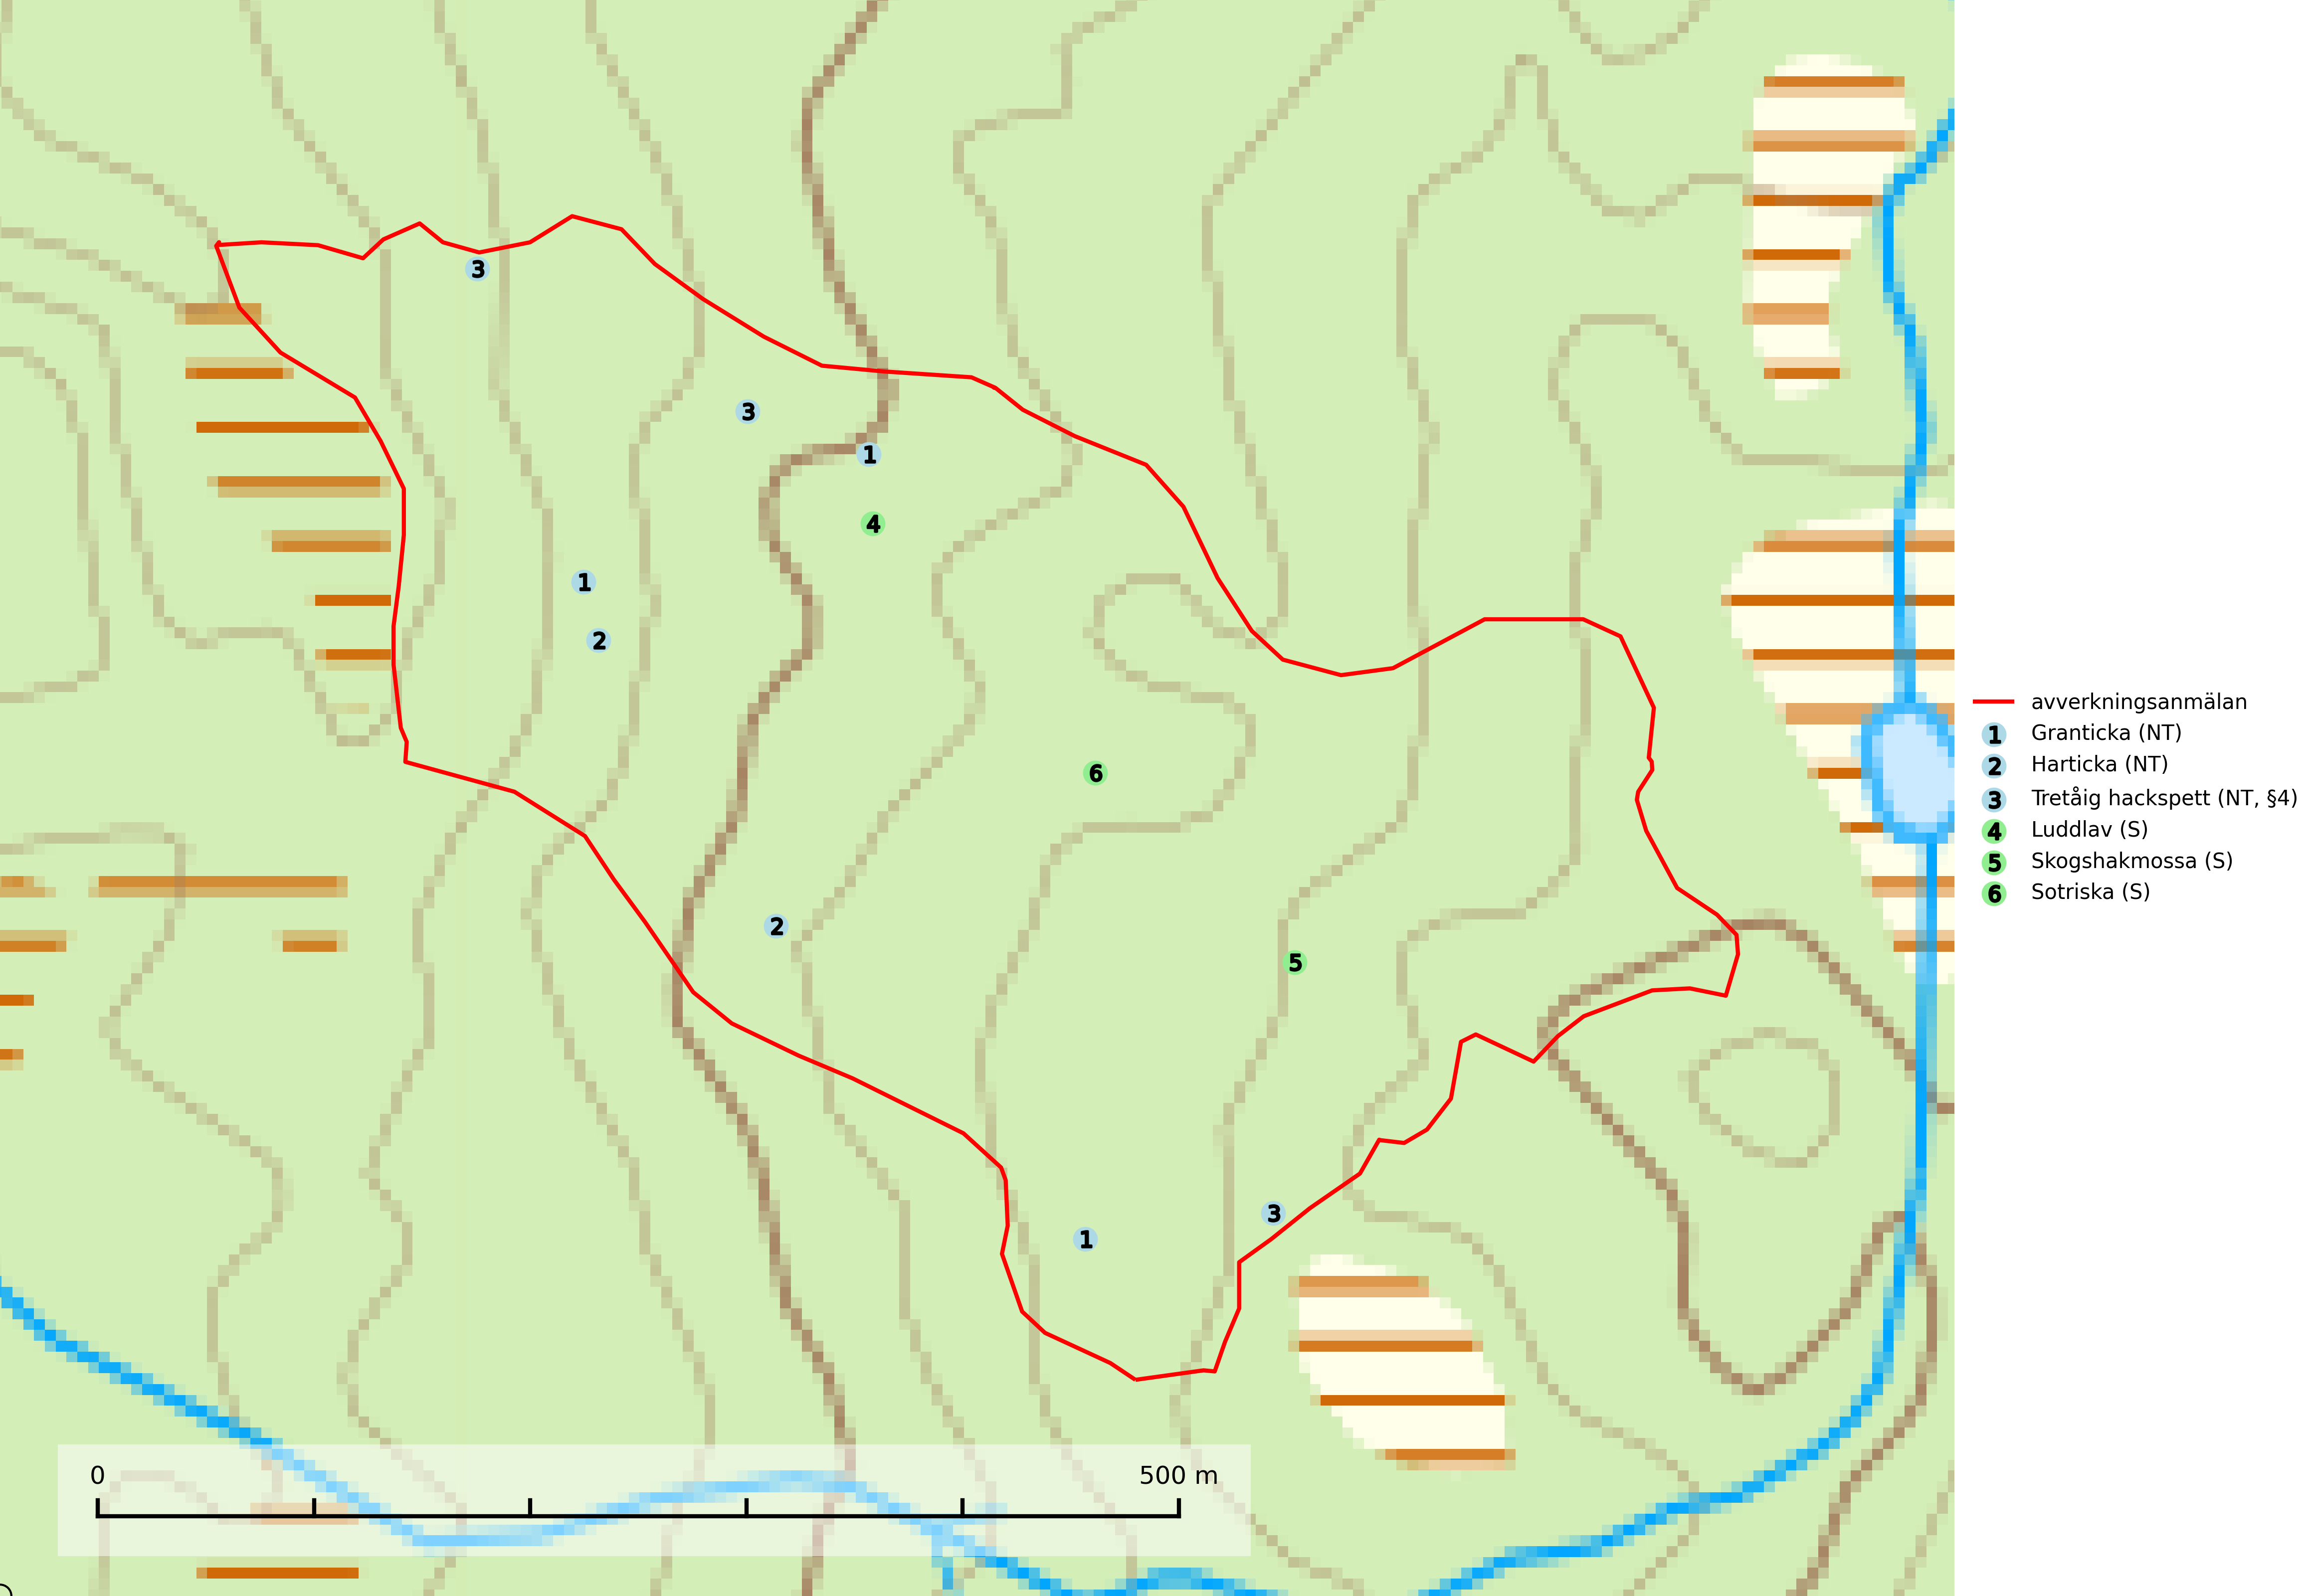 3
3
1
4
1
2
6
2
5
3
1
0 500 m
avverkningsanmälan
1 Granticka (NT)
2 Harticka (NT)
3 Tretåig hackspett (NT, §4)
4 Luddlav (S)
5 Skogshakmossa (S)
6 Sotriska (S)